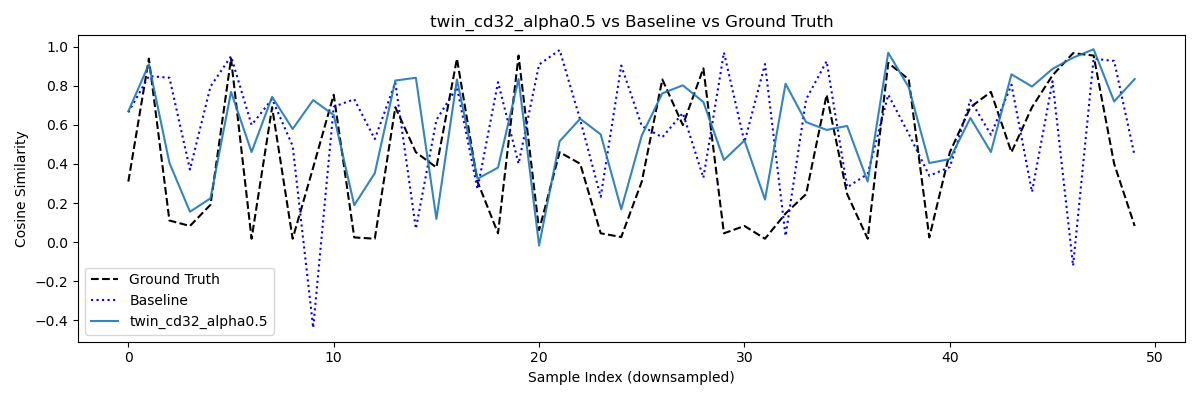 twin_cd32_alpha0.5 vs Baseline vs Ground Truth
Cosine Similarity
1.0
0.8
0.6
0.4
0.2
0.0
−0.2
−0.4
Ground Truth
Baseline
twin_cd32_alpha0.5
0 10 20 30 40 50
Sample Index (downsampled)